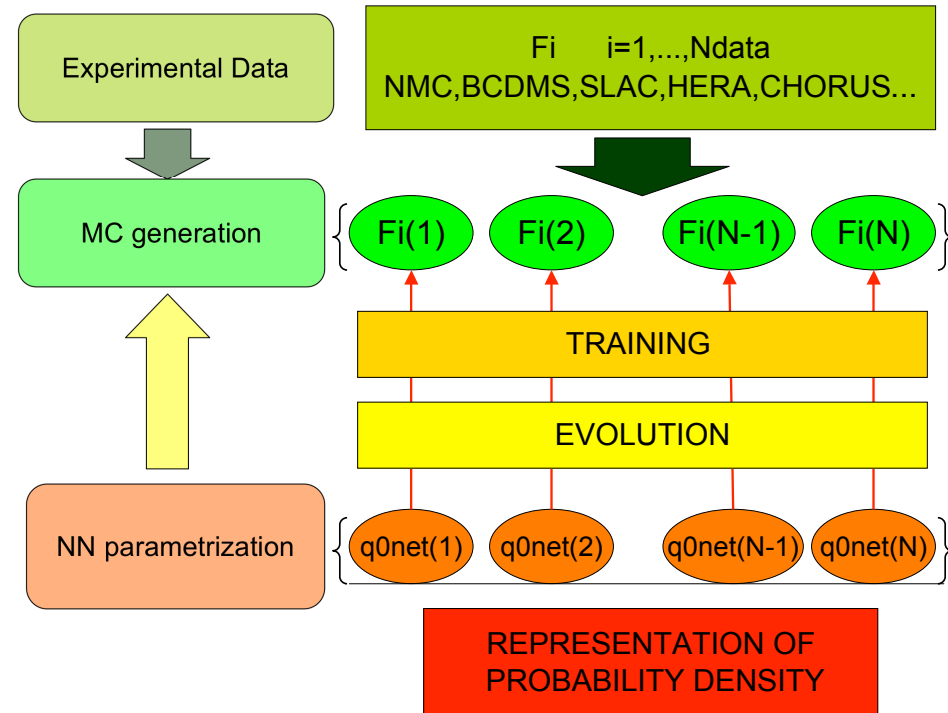 Experimental Data
Fi i=1,...,Ndata
NMC,BCDMS,SLAC,HERA,CHORUS...
MC generation
Fi(1)
Fi(2)
Fi(N-1)
Fi(N)
TRAINING
EVOLUTION
NN parametrization
q0net(1)
q0net(2)
q0net(N-1)
q0net(N)
REPRESENTATION OF
PROBABILITY DENSITY